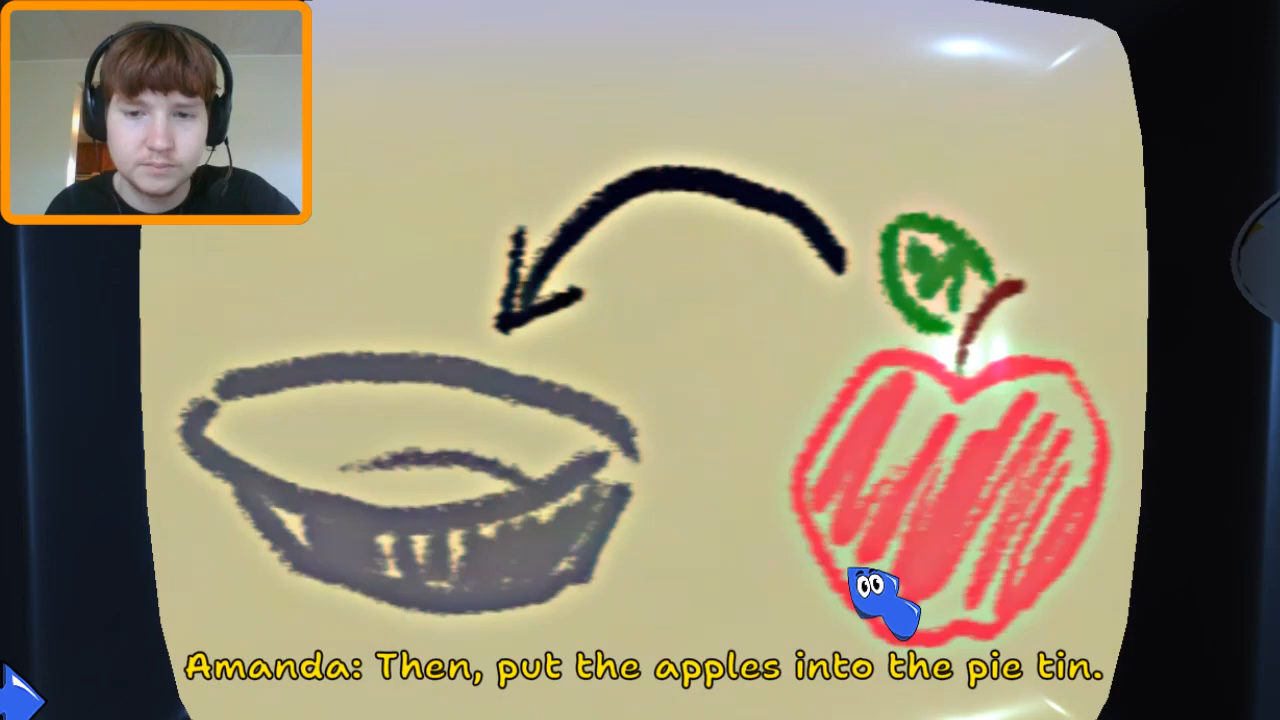 Amanda: Then, put the apples into the pie tin.